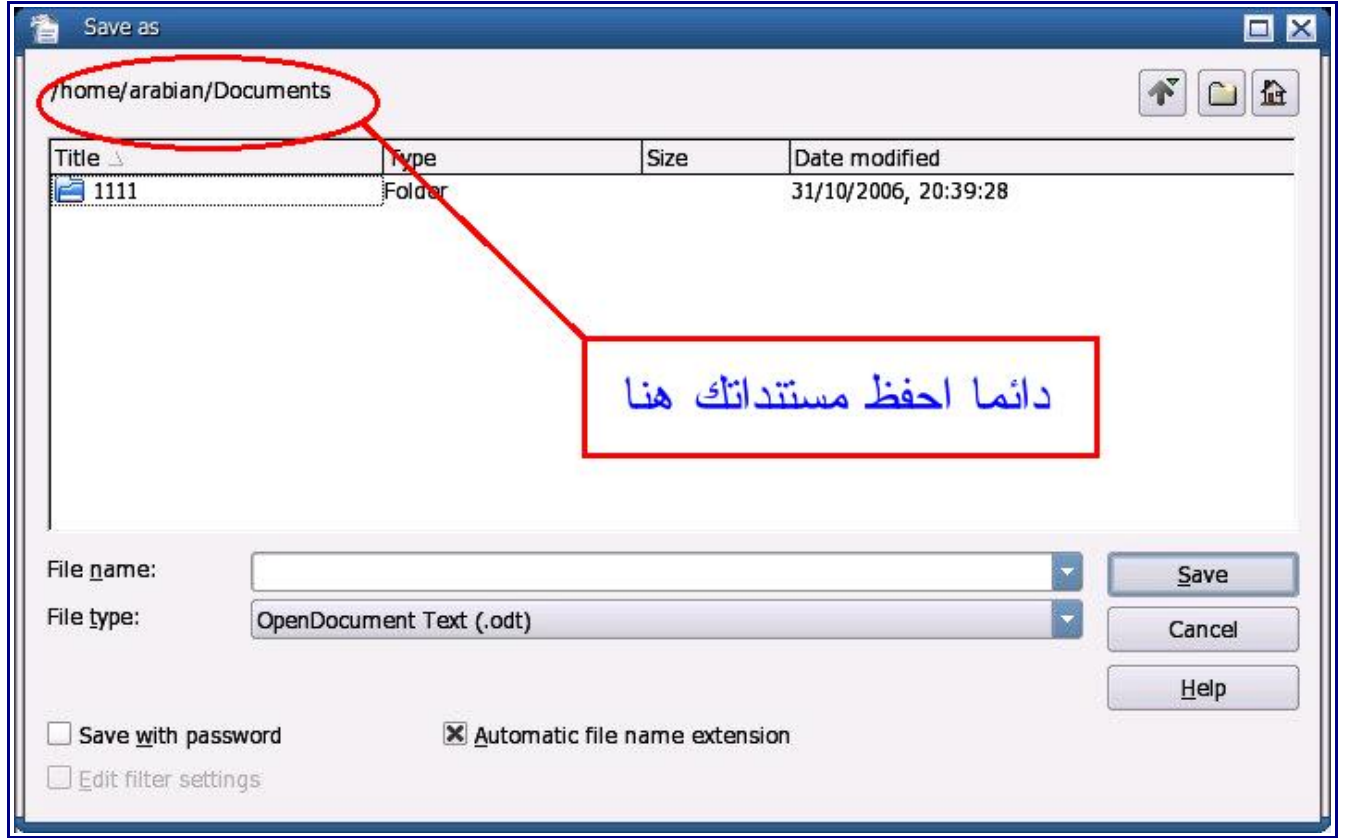 Save as
/home/arabian/Documents
Title Type Size Date modified
1111 Folder 31/10/2006, 20:39:28
دائما احفظ مستنداتك هنا
File name:
Save
File type: OpenDocument Text (.odt)
Cancel
Help
Save with password Automatic file name extension
Edit filter settings